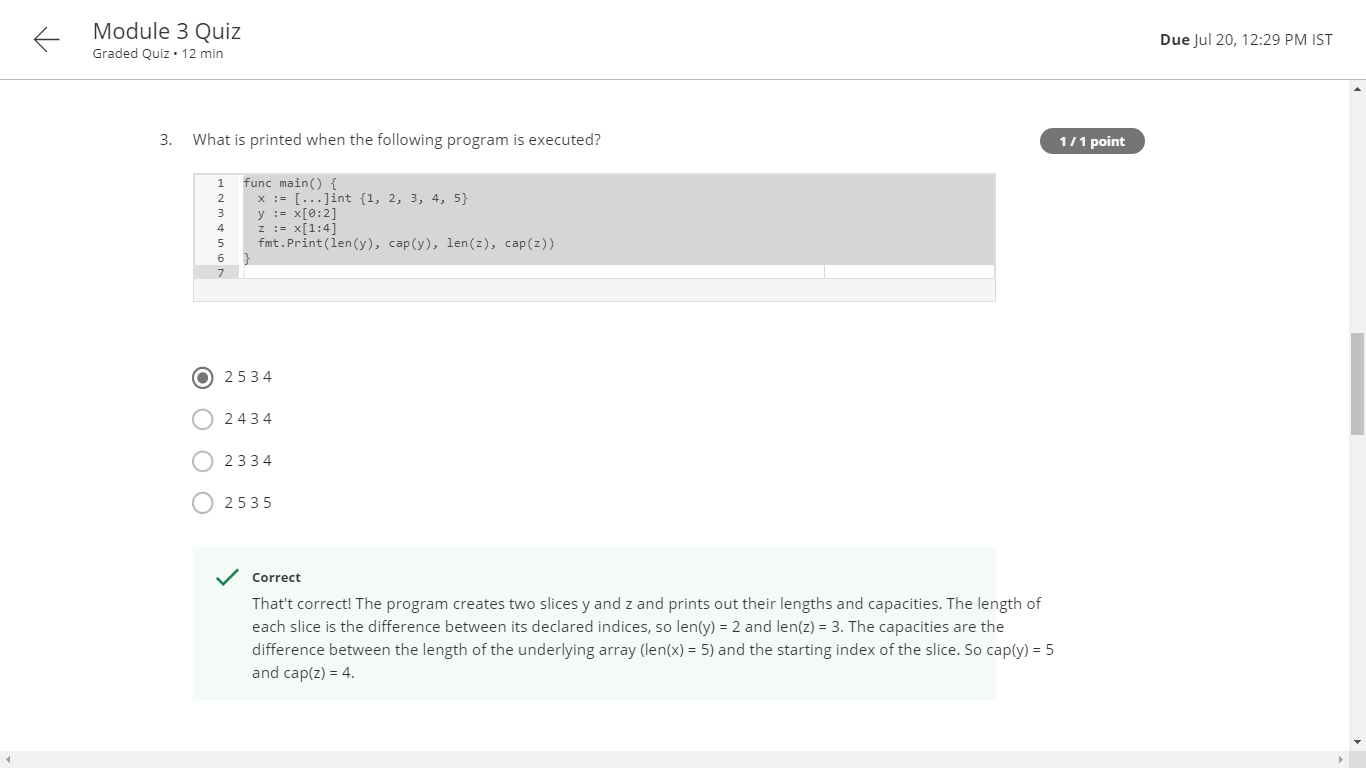 Module 3 Quiz
Graded Quiz • 12 min
Due Jul 20, 12:29 PM IST
3. What is printed when the following program is executed?
1 / 1 point
1 func main() {
2   x := [...]int {1, 2, 3, 4, 5}
3   y := x[0:2]
4   z := x[1:4]
5   fmt.Print(len(y), cap(y), len(z), cap(z))
6 }
7
2 5 3 4
2 4 3 4
2 3 3 4
2 5 3 5
Correct
That't correct! The program creates two slices y and z and prints out their lengths and capacities. The length of
each slice is the difference between its declared indices, so len(y) = 2 and len(z) = 3. The capacities are the
difference between the length of the underlying array (len(x) = 5) and the starting index of the slice. So cap(y) = 5
and cap(z) = 4.